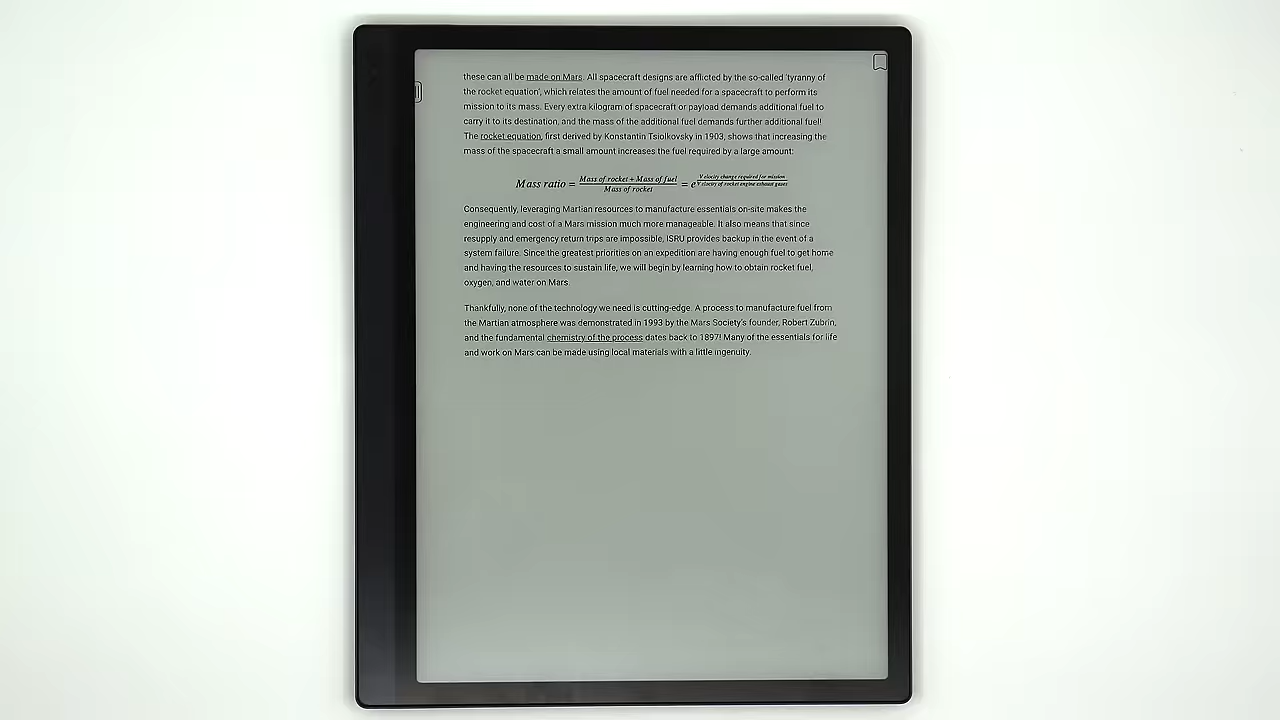 these can all be made on Mars. All spacecraft designs are afflicted by the so-called 'tyranny of
the rocket equation', which relates the amount of fuel needed for a spacecraft to perform its
mission to its mass. Every extra kilogram of spacecraft or payload demands additional fuel to
carry it to its destination, and the mass of the additional fuel demands further additional fuel!
The rocket equation, first derived by Konstantin Tsiolkovsky in 1903, shows that increasing the
mass of the spacecraft a small amount increases the fuel required by a large amount:
Mass ratio = (Mass of rocket + Mass of fuel) / (Mass of rocket) = e^(Velocity change required for mission / Velocity of rocket engine exhaust gases)
Consequently, leveraging Martian resources to manufacture essentials on-site makes the
engineering and cost of a Mars mission much more manageable. It also means that since
resupply and emergency return trips are impossible, ISRU provides backup in the event of a
system failure. Since the greatest priorities on an expedition are having enough fuel to get home
and having the resources to sustain life, we will begin by learning how to obtain rocket fuel,
oxygen, and water on Mars.
Thankfully, none of the technology we need is cutting-edge. A process to manufacture fuel from
the Martian atmosphere was demonstrated in 1993 by the Mars Society's founder, Robert Zubrin,
and the fundamental chemistry of the process dates back to 1897! Many of the essentials for life
and work on Mars can be made using local materials with a little ingenuity.